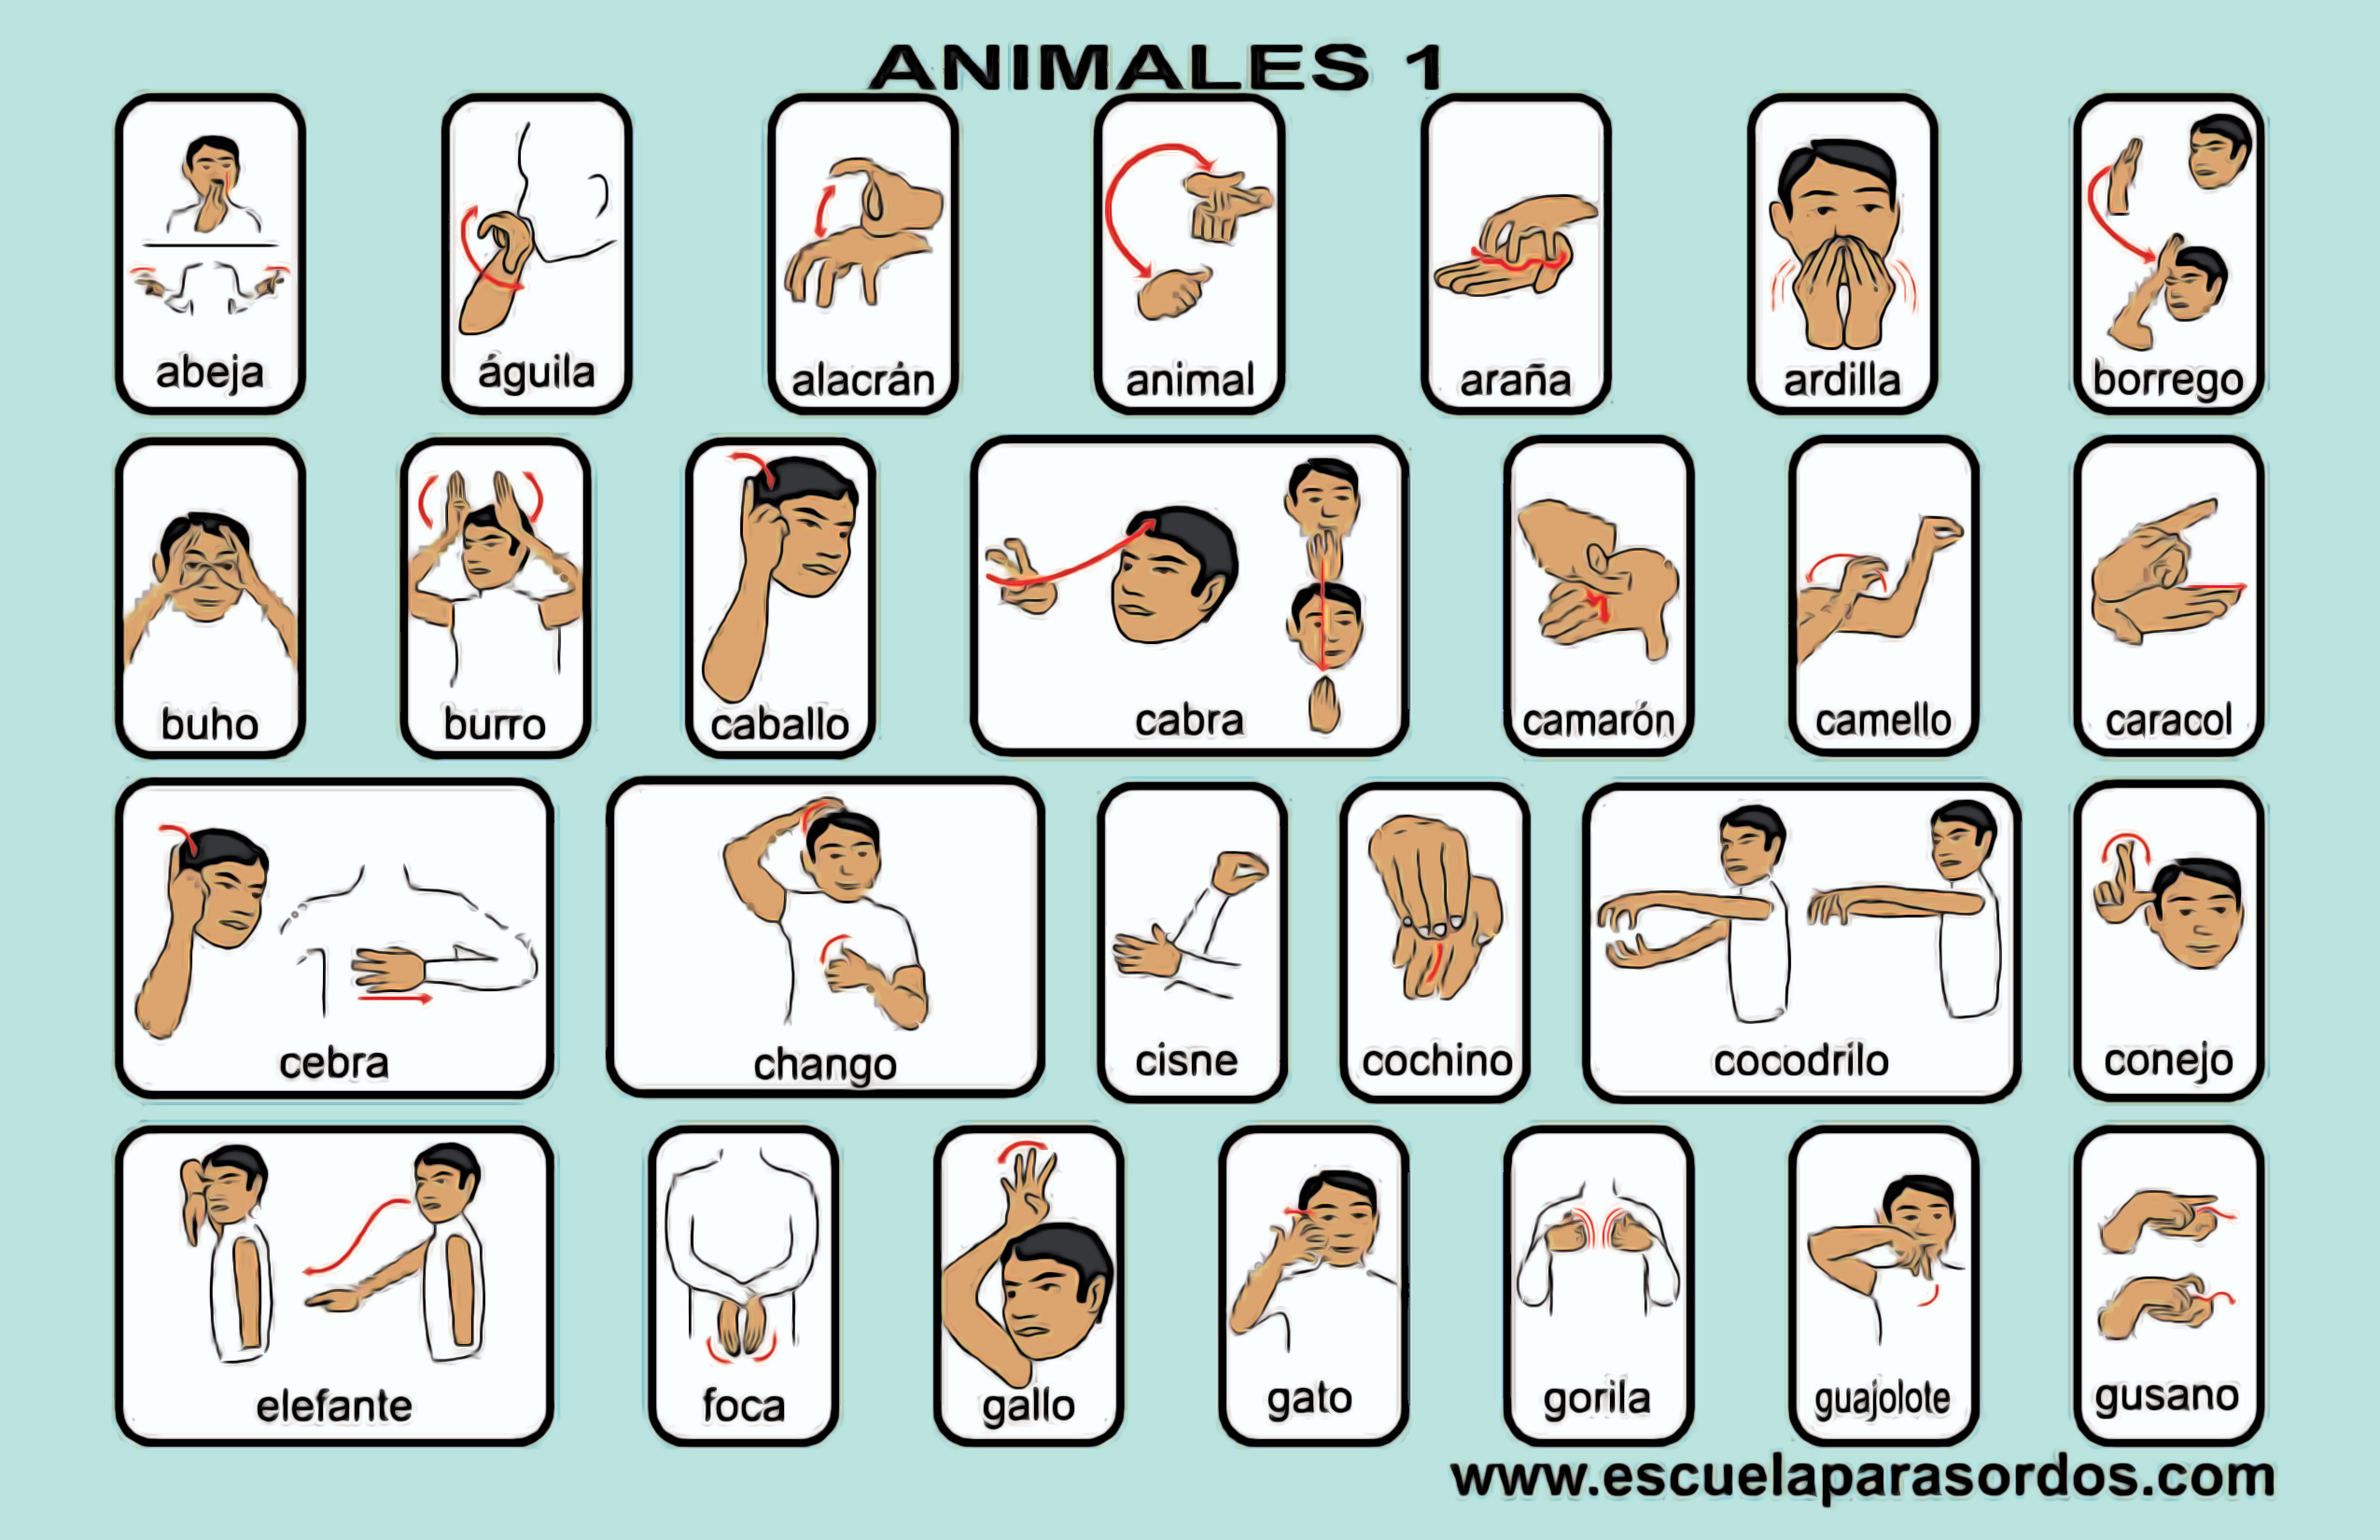 ANIMALES 1
abeja
águila
alacrán
animal
araña
ardilla
borrego
buho
burro
caballo
cabra
camarón
camello
caracol
cebra
chango
cisne
cochino
cocodrilo
conejo
elefante
foca
gallo
gato
gorila
guajolote
gusano
www.escuelaparasordos.com